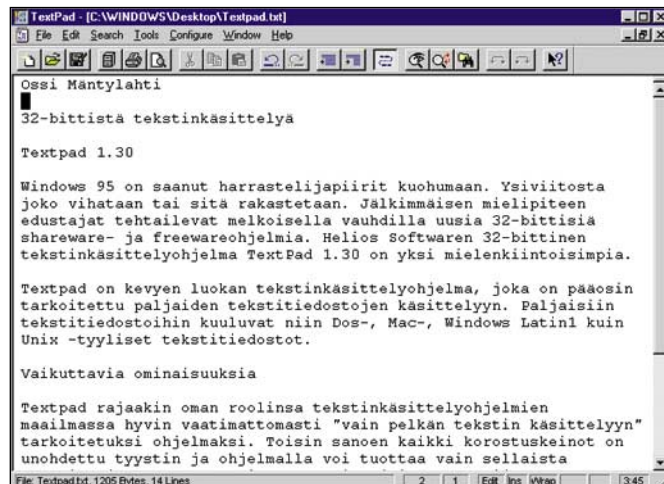 TextPad - [C:\WINDOWS\Desktop\Textpad.txt]
File Edit Search Tools Configure Window Help
Ossi Mäntylahti
32-bittistä tekstinkäsittelyä
Textpad 1.30
Windows 95 on saanut harrastelijapiirit kuohumaan. Ysiviitosta
joko vihataan tai sitä rakastetaan. Jälkimmäisen mielipiteen
edustajat tehtailevat melkoisella vauhdilla uusia 32-bittisiä
shareware- ja freewareohjelmia. Helios Softwaren 32-bittinen
tekstinkäsittelyohjelma TextPad 1.30 on yksi mielenkiintoisimpia.
Textpad on kevyen luokan tekstinkäsittelyohjelma, joka on pääosin
tarkoitettu paljaiden tekstitiedostojen käsittelyyn. Paljaisiin
tekstitiedostoihin kuuluvat niin Dos-, Mac-, Windows Latin1 kuin
Unix -tyyliset tekstitiedostot.
Vaikuttavia ominaisuuksia
Textpad rajaakin oman roolinsa tekstinkäsittelyohjelmien
maailmassa hyvin vaatimattomasti "vain pelkän tekstin käsittelyyn"
tarkoitetuksi ohjelmaksi. Toisin sanoen kaikki korostuskeinot on
unohdettu tyystin ja ohjelmalla voi tuottaa vain sellaista
File: Textpad.txt, 1205 Bytes, 14 Lines 2 1 Edit Ins Wrap 3:45